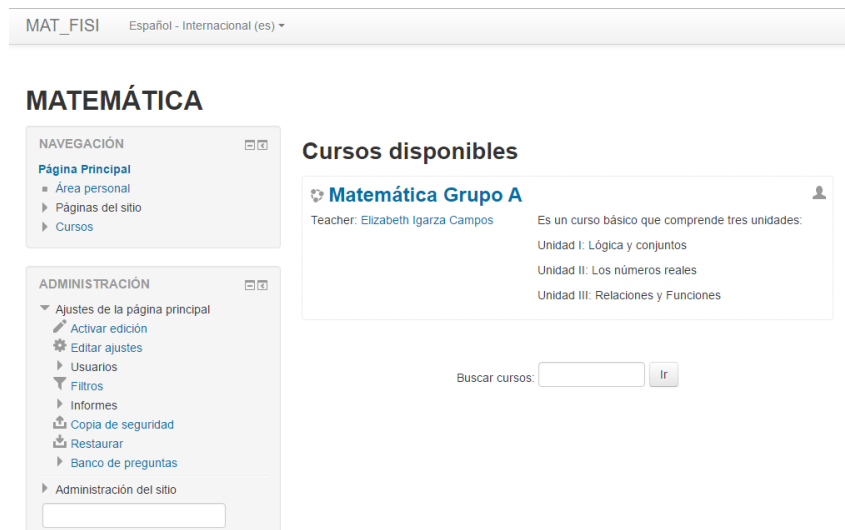 MAT_FISI Español - Internacional (es)
MATEMÁTICA
NAVEGACIÓN
Página Principal
Área personal
Páginas del sitio
Cursos
ADMINISTRACIÓN
Ajustes de la página principal
Activar edición
Editar ajustes
Usuarios
Filtros
Informes
Copia de seguridad
Restaurar
Banco de preguntas
Administración del sitio
Cursos disponibles
Matemática Grupo A
Teacher: Elizabeth Igarza Campos
Es un curso básico que comprende tres unidades:
Unidad I: Lógica y conjuntos
Unidad II: Los números reales
Unidad III: Relaciones y Funciones
Buscar cursos: Ir